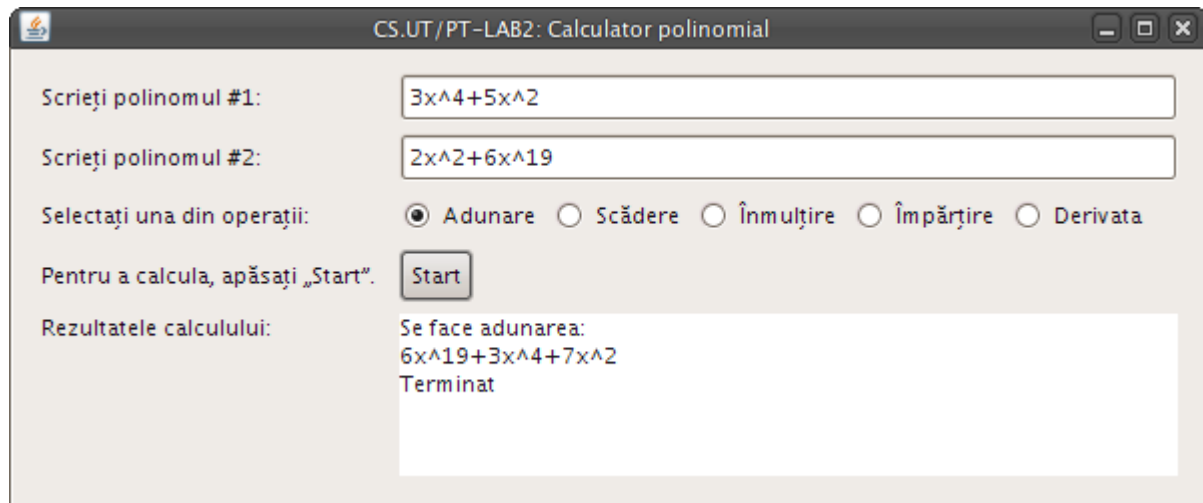 CS.UT/PT-LAB2: Calculator polinomial
Scrieți polinomul #1: 3x^4+5x^2
Scrieți polinomul #2: 2x^2+6x^19
Selectați una din operații: Adunare Scădere Înmulțire Împărțire Derivata
Pentru a calcula, apăsați „Start”. Start
Rezultatele calculului: Se face adunarea:
6x^19+3x^4+7x^2
Terminat